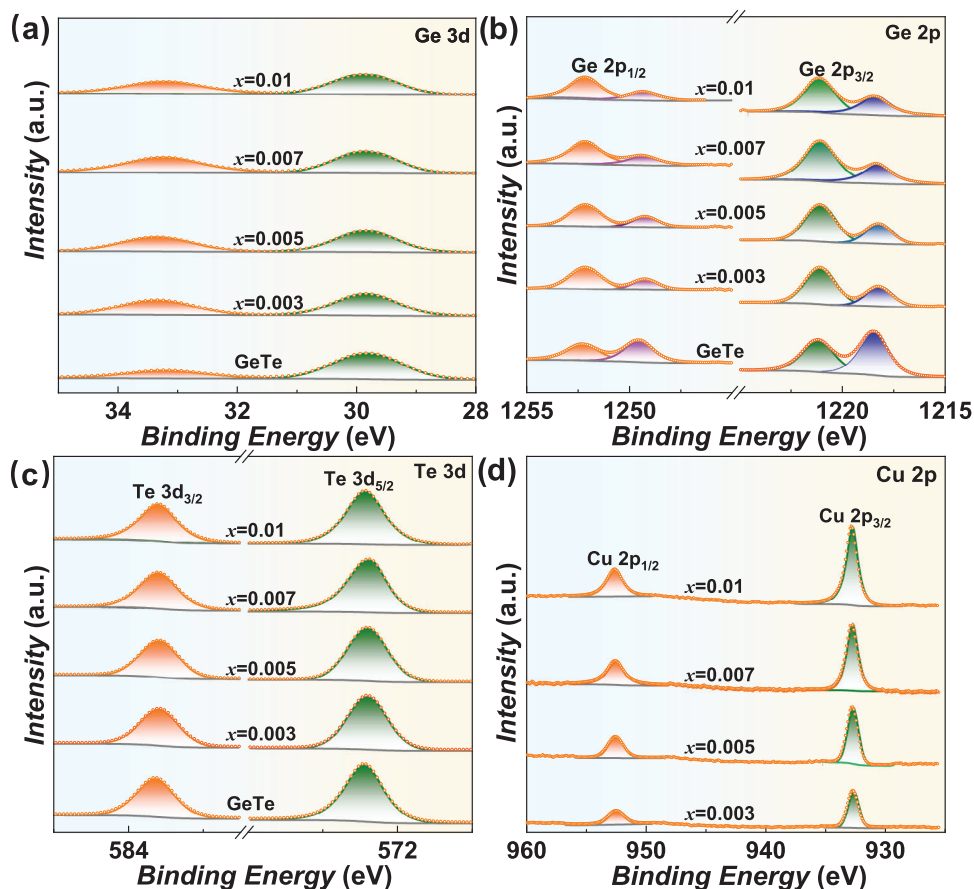 (a)
Ge 3d
x=0.01
x=0.007
x=0.005
x=0.003
GeTe
Intensity (a.u.)
34 32 30 28
Binding Energy (eV)
(b)
Ge 2p
Ge 2p1/2
Ge 2p3/2
x=0.01
x=0.007
x=0.005
x=0.003
GeTe
Intensity (a.u.)
1255 1250 1220 1215
Binding Energy (eV)
(c)
Te 3d
Te 3d3/2
Te 3d5/2
x=0.01
x=0.007
x=0.005
x=0.003
GeTe
Intensity (a.u.)
584 572
Binding Energy (eV)
(d)
Cu 2p
Cu 2p3/2
Cu 2p1/2
x=0.01
x=0.007
x=0.005
x=0.003
Intensity (a.u.)
960 950 940 930
Binding Energy (eV)